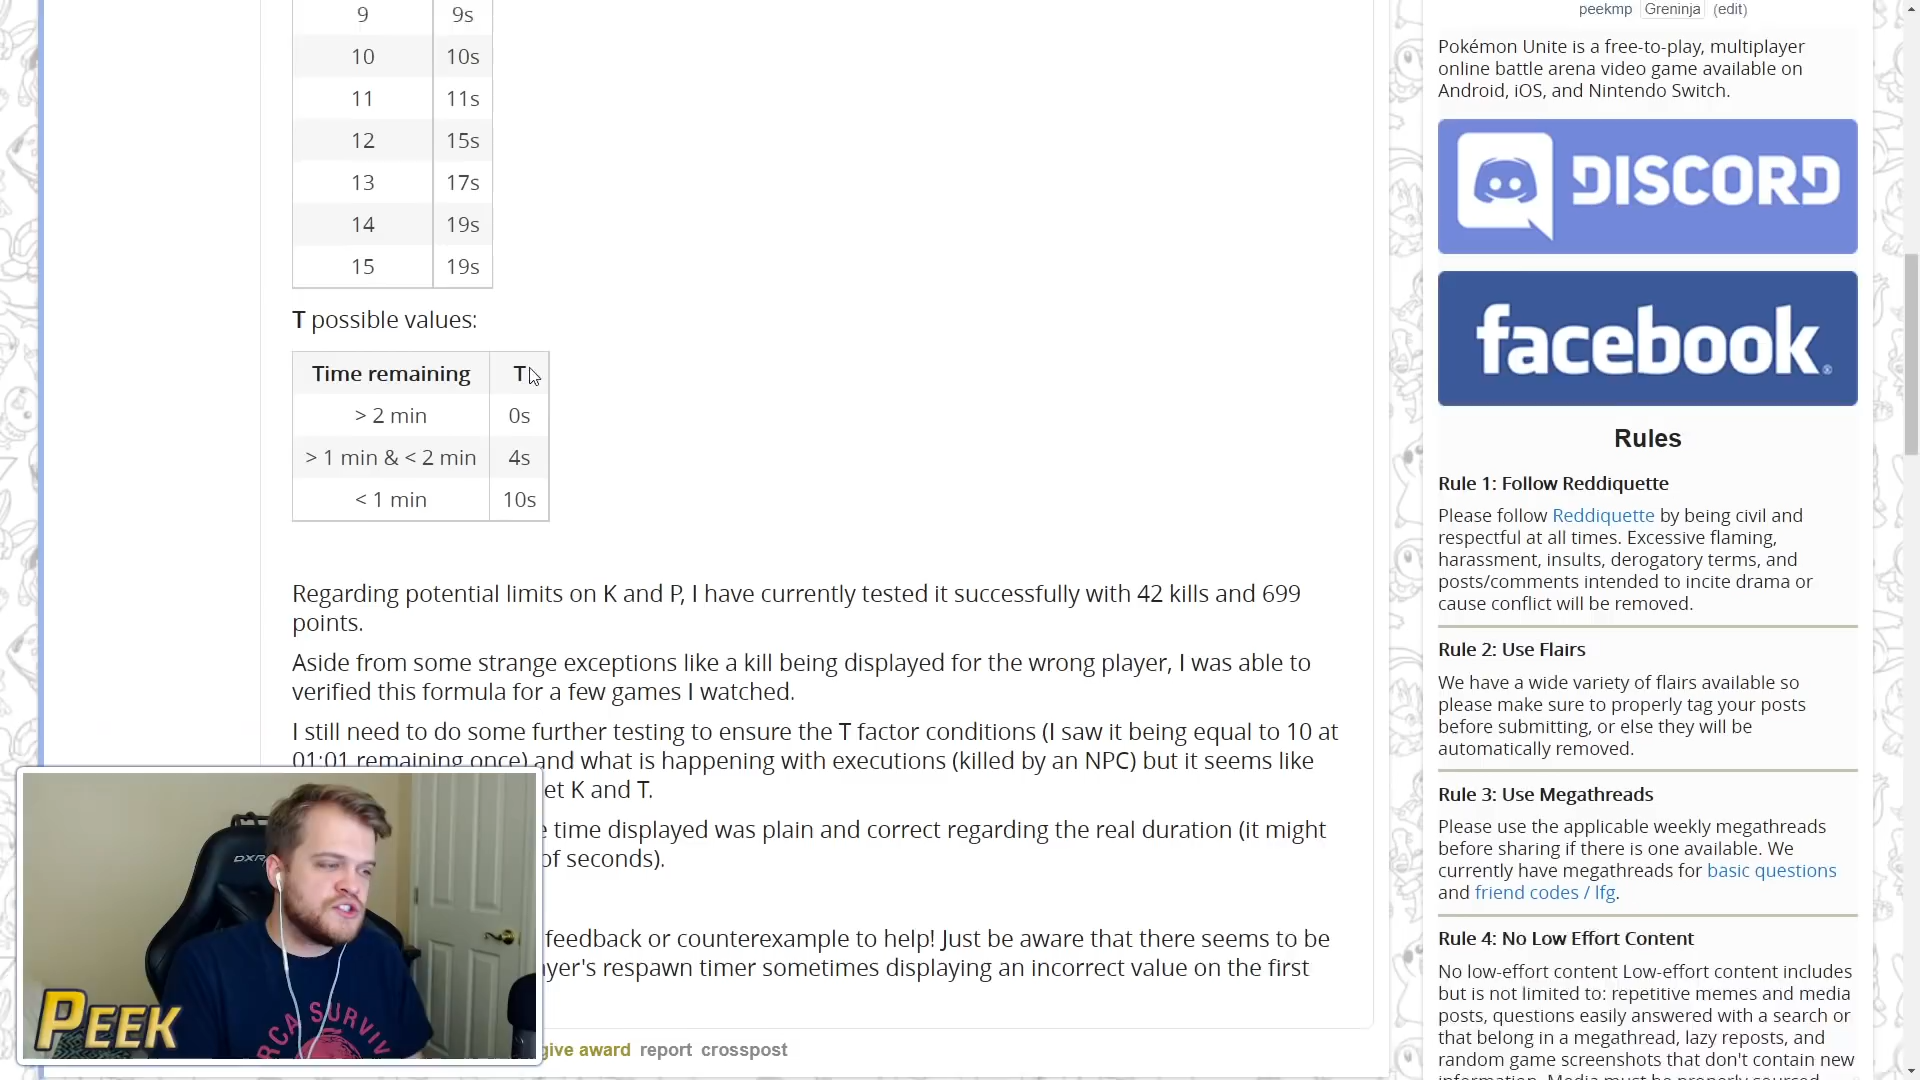 9 9s
10 10s
11 11s
12 15s
13 17s
14 19s
15 19s
T possible values:
Time remaining T
> 2 min 0s
> 1 min & < 2 min 4s
< 1 min 10s
Regarding potential limits on K and P, I have currently tested it successfully with 42 kills and 699
points.
Aside from some strange exceptions like a kill being displayed for the wrong player, I was able to
verified this formula for a few games I watched.
I still need to do some further testing to ensure the T factor conditions (I saw it being equal to 10 at
01:01 remaining once) and what is happening with executions (killed by an NPC) but it seems like
et K and T.
time displayed was plain and correct regarding the real duration (it might
of seconds).
feedback or counterexample to help! Just be aware that there seems to be
yer's respawn timer sometimes displaying an incorrect value on the first
give award report crosspost
DXR
PEEK
RCA SURVIV
peekmp Greninja (edit)
Pokémon Unite is a free-to-play, multiplayer
online battle arena video game available on
Android, iOS, and Nintendo Switch.
DISCORD
facebook®
Rules
Rule 1: Follow Reddiquette
Please follow Reddiquette by being civil and
respectful at all times. Excessive flaming,
harassment, insults, derogatory terms, and
posts/comments intended to incite drama or
cause conflict will be removed.
Rule 2: Use Flairs
We have a wide variety of flairs available so
please make sure to properly tag your posts
before submitting, or else they will be
automatically removed.
Rule 3: Use Megathreads
Please use the applicable weekly megathreads
before sharing if there is one available. We
currently have megathreads for basic questions
and friend codes / lfg.
Rule 4: No Low Effort Content
No low-effort content Low-effort content includes
but is not limited to: repetitive memes and media
posts, questions easily answered with a search or
that belong in a megathread, lazy reposts, and
random game screenshots that don't contain new
information. Media must be properly sourced